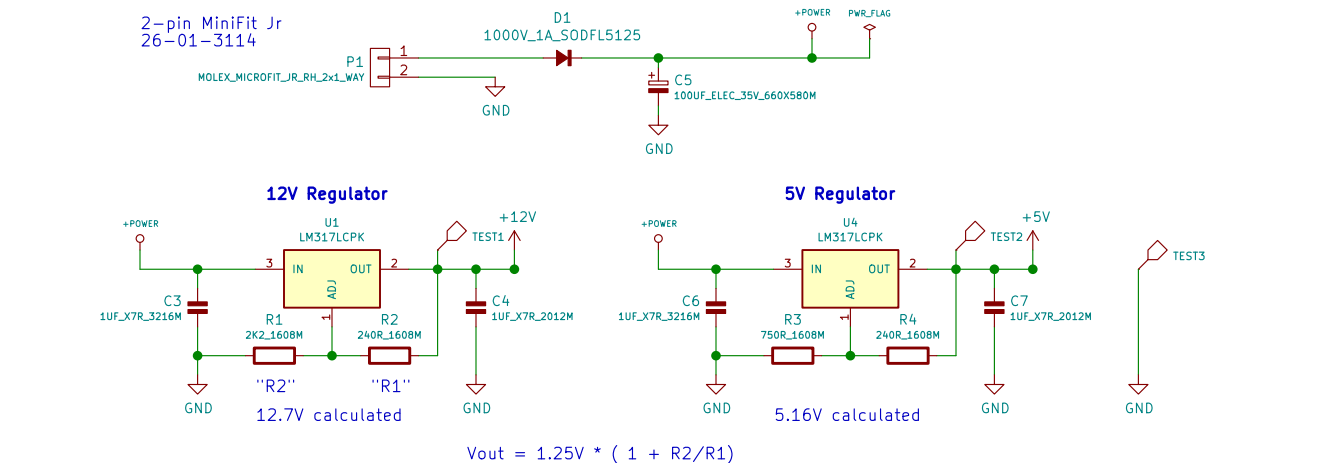 2-pin MiniFit Jr
26-01-3114
D1
1000V_1A_SODFL5125
+POWER
PWR_FLAG
P1
MOLEX_MICROFIT_JR_RH_2x1_WAY
1
2
GND
+
C5
100UF_ELEC_35V_660X580M
GND
12V Regulator
+POWER
U1
LM317LCPK
3
IN
OUT
2
ADJ
1
TEST1
+12V
C3
1UF_X7R_3216M
R1
2K2_1608M
R2
240R_1608M
C4
1UF_X7R_2012M
GND
"R2"
"R1"
GND
12.7V calculated
5V Regulator
+POWER
U4
LM317LCPK
3
IN
OUT
2
ADJ
1
TEST2
+5V
C6
1UF_X7R_3216M
R3
750R_1608M
R4
240R_1608M
C7
1UF_X7R_2012M
GND
GND
5.16V calculated
TEST3
GND
Vout = 1.25V * ( 1 + R2/R1)